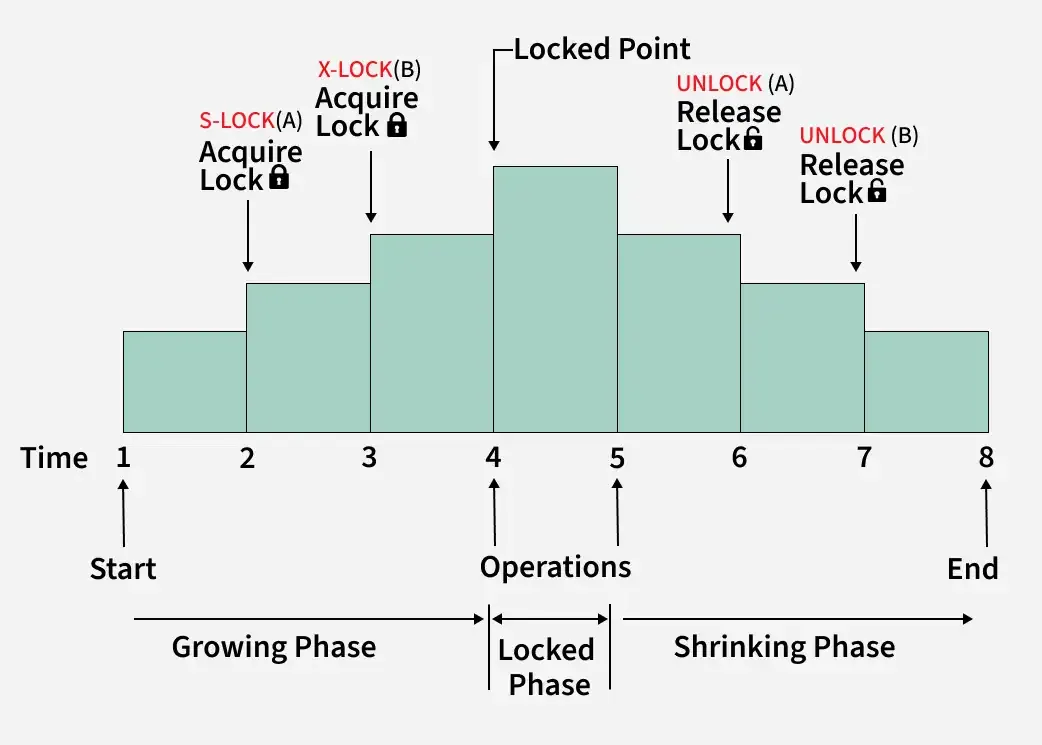 Locked Point
X-LOCK(B)
Acquire
Lock
S-LOCK(A)
Acquire
Lock
UNLOCK (A)
Release
Lock
UNLOCK (B)
Release
Lock
Time 1 2 3 4 5 6 7 8
Start
Operations
End
Growing Phase
Locked
Phase
Shrinking Phase